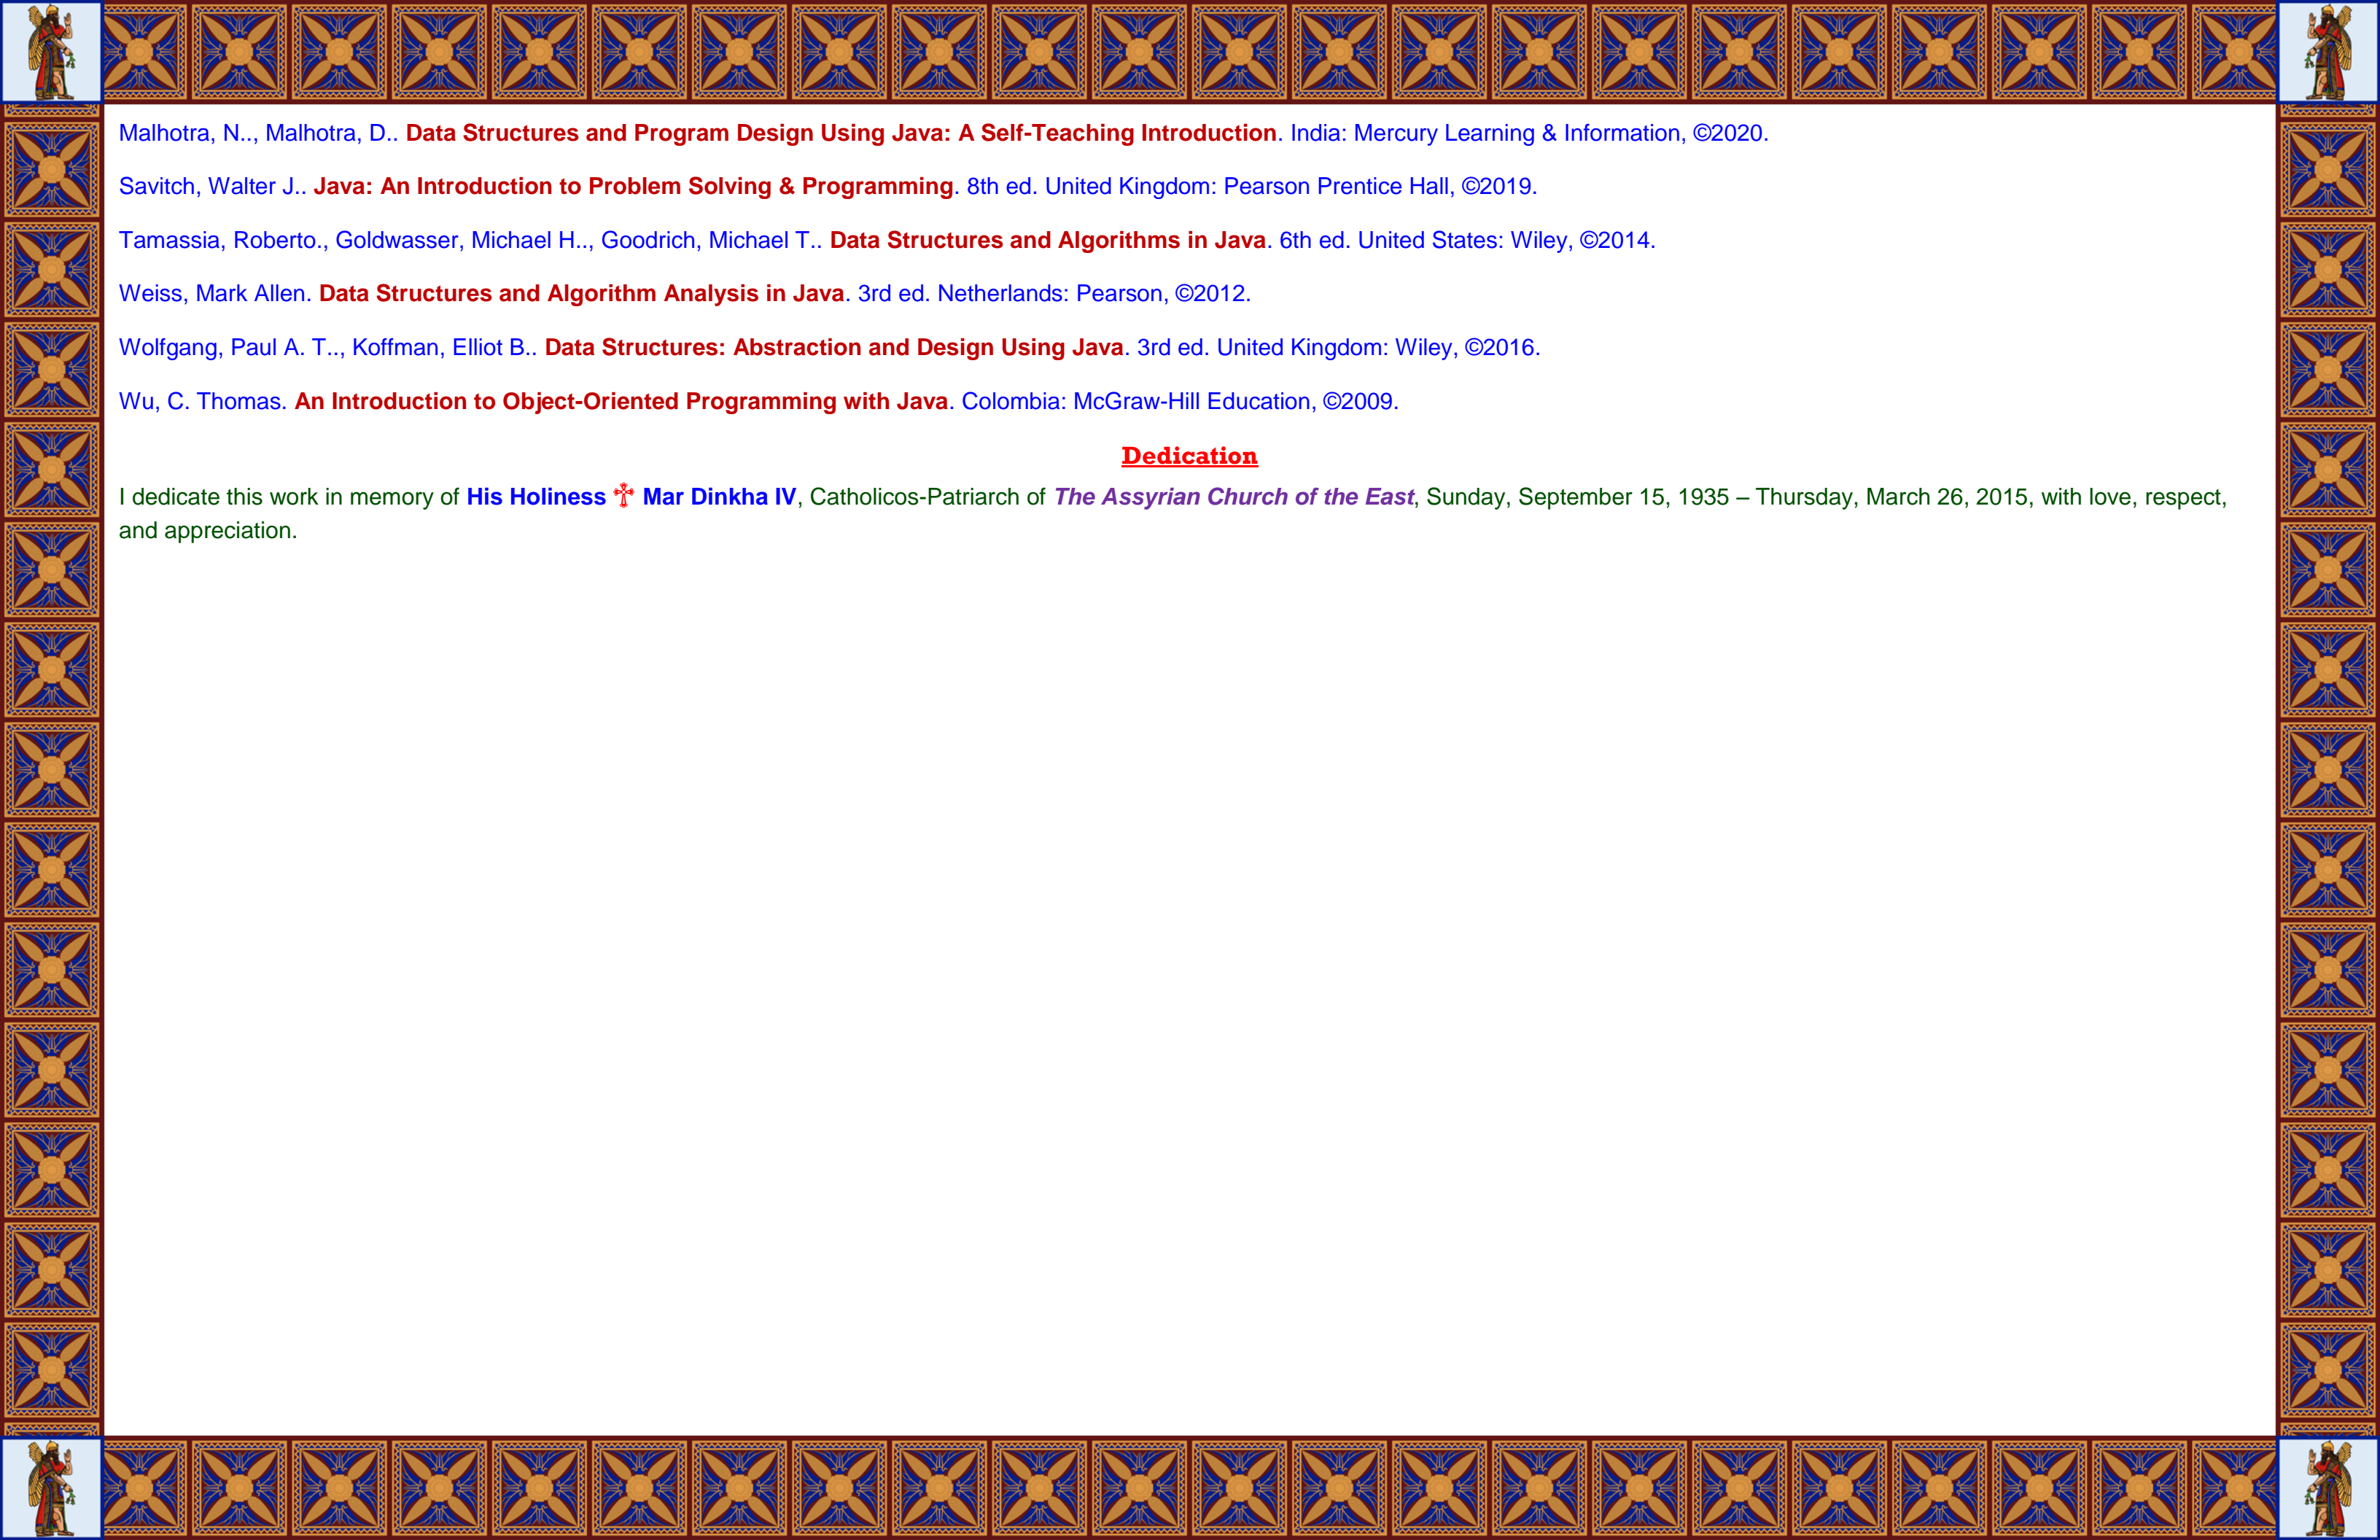 Malhotra, N.., Malhotra, D.. Data Structures and Program Design Using Java: A Self-Teaching Introduction. India: Mercury Learning & Information, ©2020.
Savitch, Walter J.. Java: An Introduction to Problem Solving & Programming. 8th ed. United Kingdom: Pearson Prentice Hall, ©2019.
Tamassia, Roberto., Goldwasser, Michael H.., Goodrich, Michael T.. Data Structures and Algorithms in Java. 6th ed. United States: Wiley, ©2014.
Weiss, Mark Allen. Data Structures and Algorithm Analysis in Java. 3rd ed. Netherlands: Pearson, ©2012.
Wolfgang, Paul A. T.., Koffman, Elliot B.. Data Structures: Abstraction and Design Using Java. 3rd ed. United Kingdom: Wiley, ©2016.
Wu, C. Thomas. An Introduction to Object-Oriented Programming with Java. Colombia: McGraw-Hill Education, ©2009.
Dedication
I dedicate this work in memory of His Holiness ✞ Mar Dinkha IV, Catholicos-Patriarch of The Assyrian Church of the East, Sunday, September 15, 1935 – Thursday, March 26, 2015, with love, respect,
and appreciation.